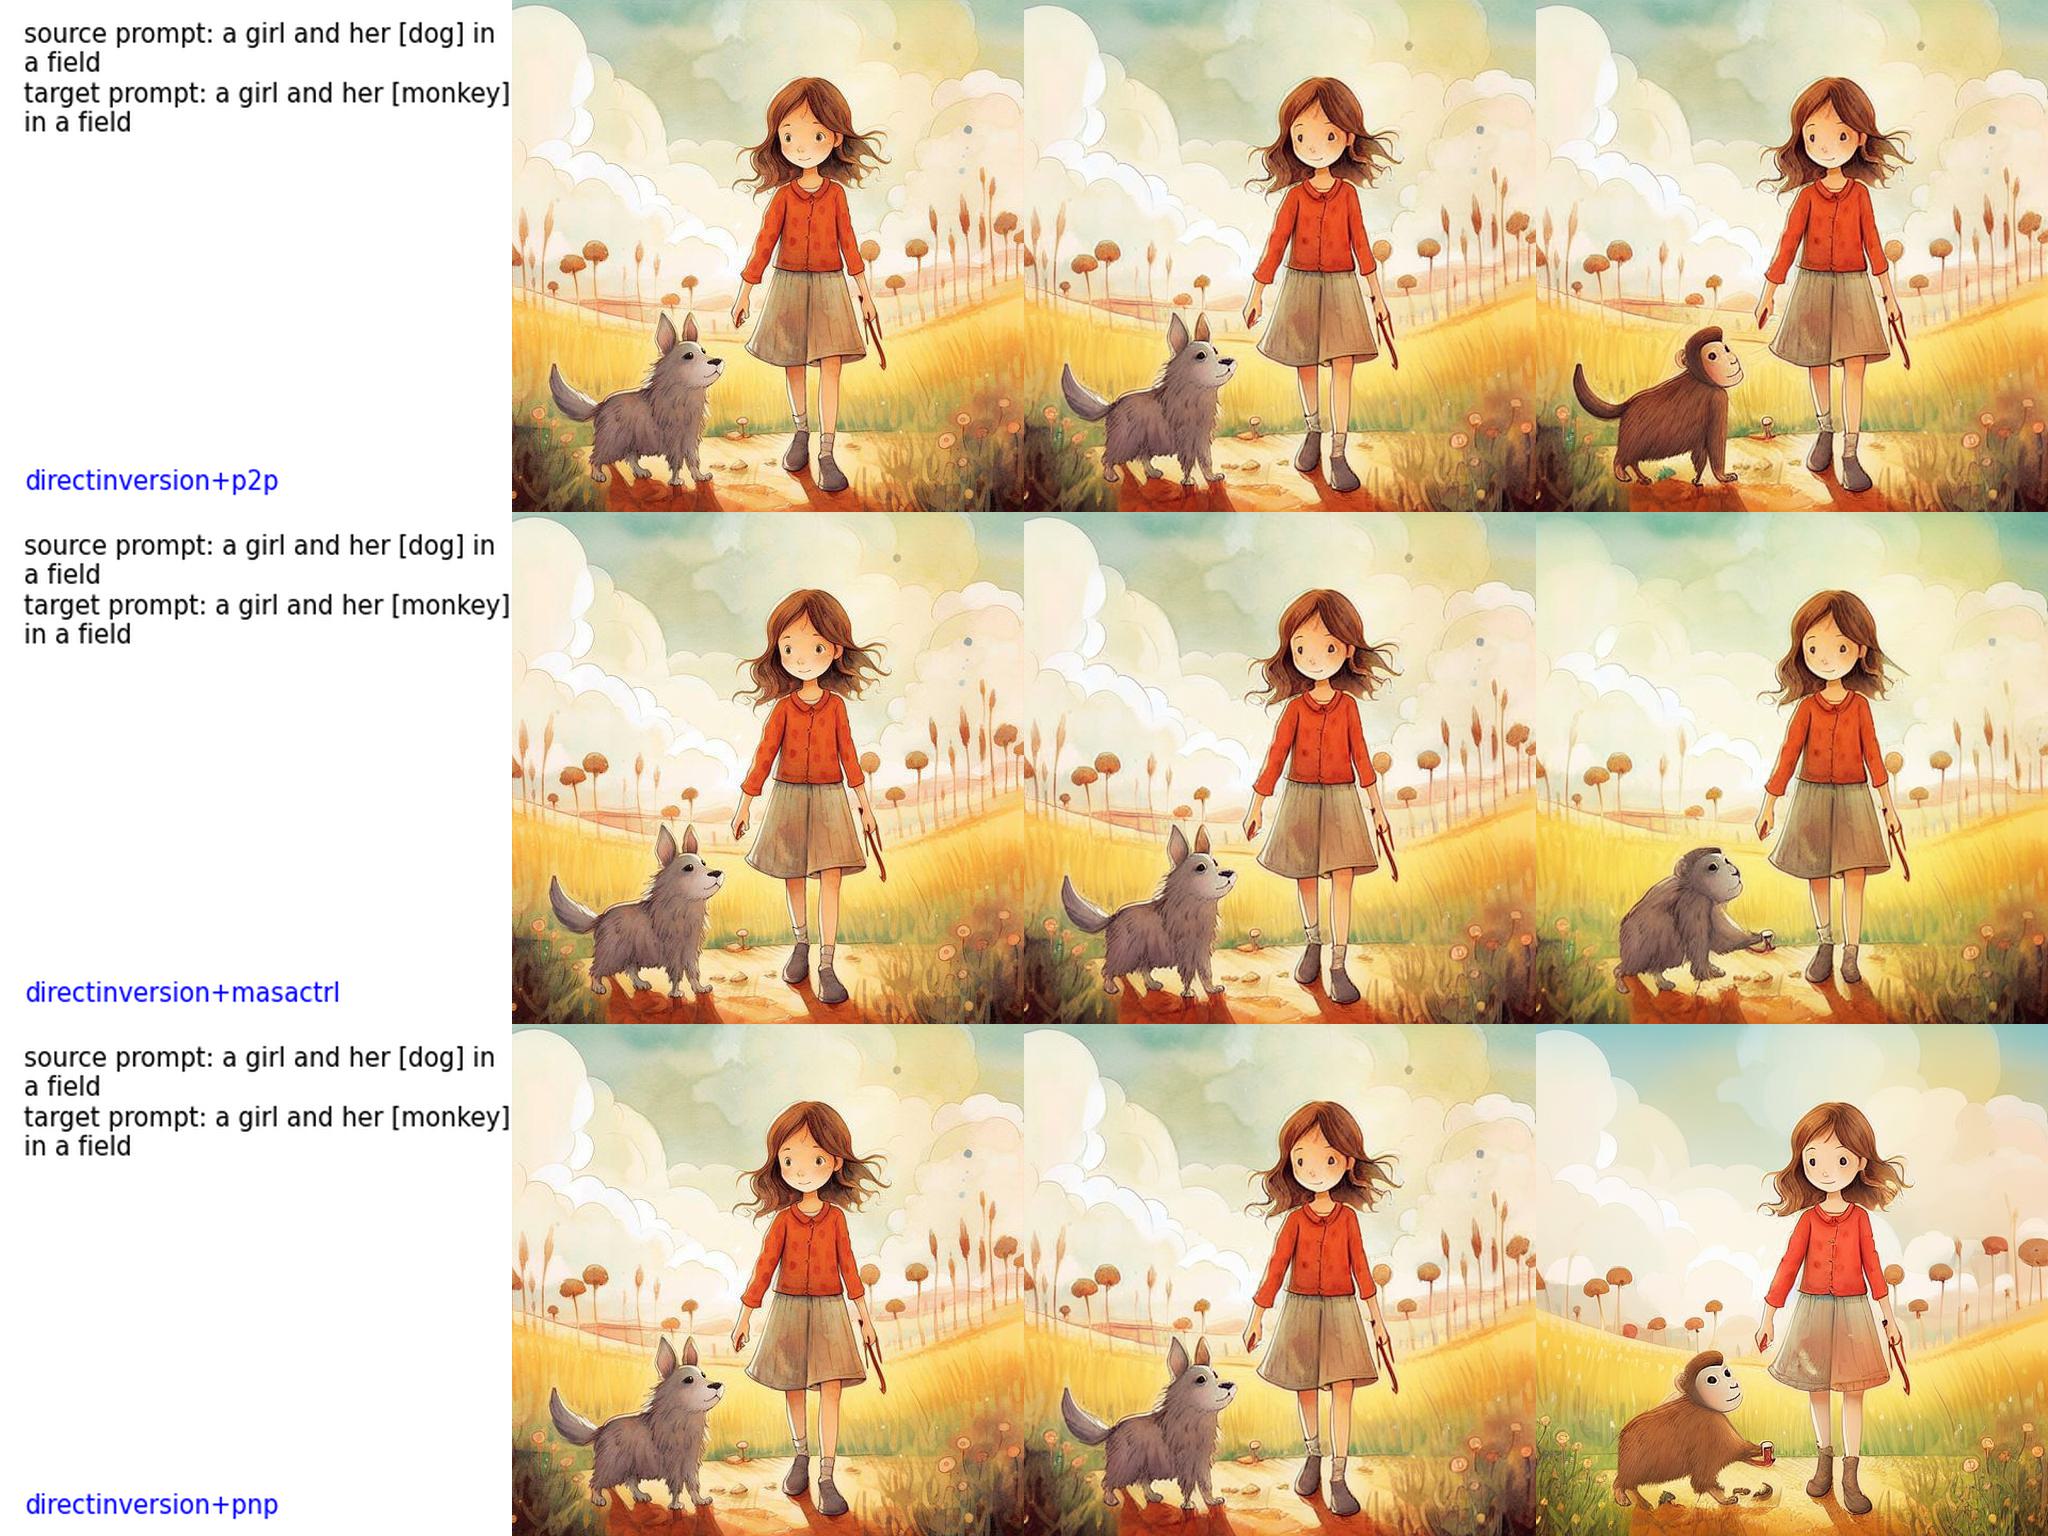 source prompt: a girl and her [dog] in
a field
target prompt: a girl and her [monkey]
in a field
directinversion+p2p
source prompt: a girl and her [dog] in
a field
target prompt: a girl and her [monkey]
in a field
directinversion+masactrl
source prompt: a girl and her [dog] in
a field
target prompt: a girl and her [monkey]
in a field
directinversion+pnp